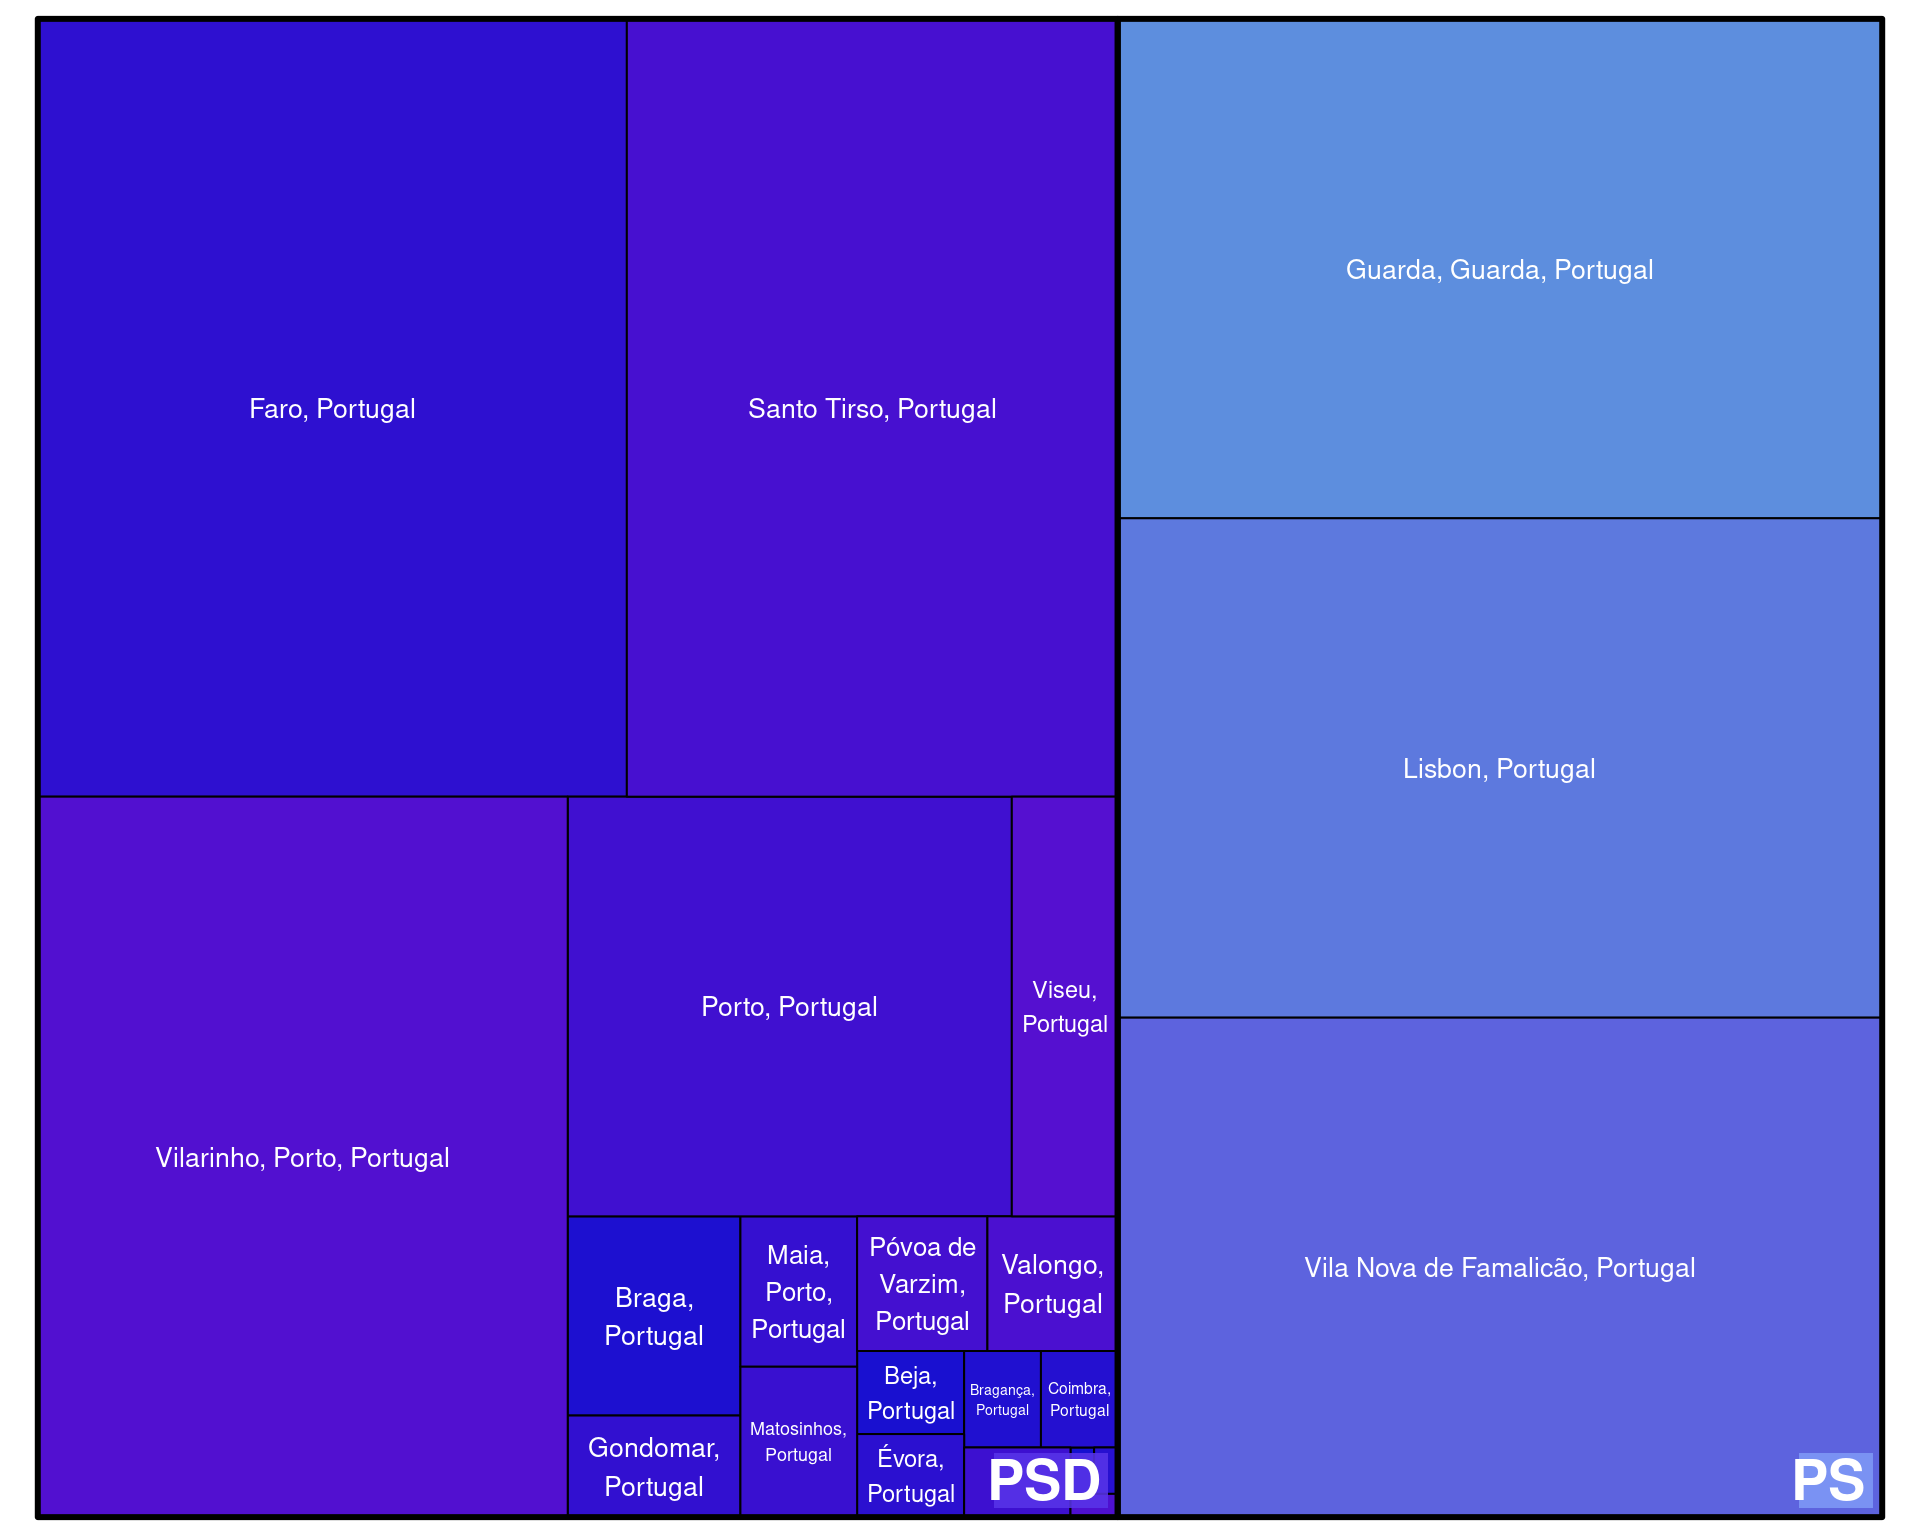 Faro, Portugal
Santo Tirso, Portugal
Guarda, Guarda, Portugal
Lisbon, Portugal
Vilarinho, Porto, Portugal
Porto, Portugal
Viseu,
Portugal
Braga,
Portugal
Maia,
Porto,
Portugal
Póvoa de
Varzim,
Portugal
Valongo,
Portugal
Vila Nova de Famalicão, Portugal
Beja,
Portugal
Bragança,
Portugal
Coimbra,
Portugal
Gondomar,
Portugal
Matosinhos,
Portugal
Évora,
Portugal
PSD
PS